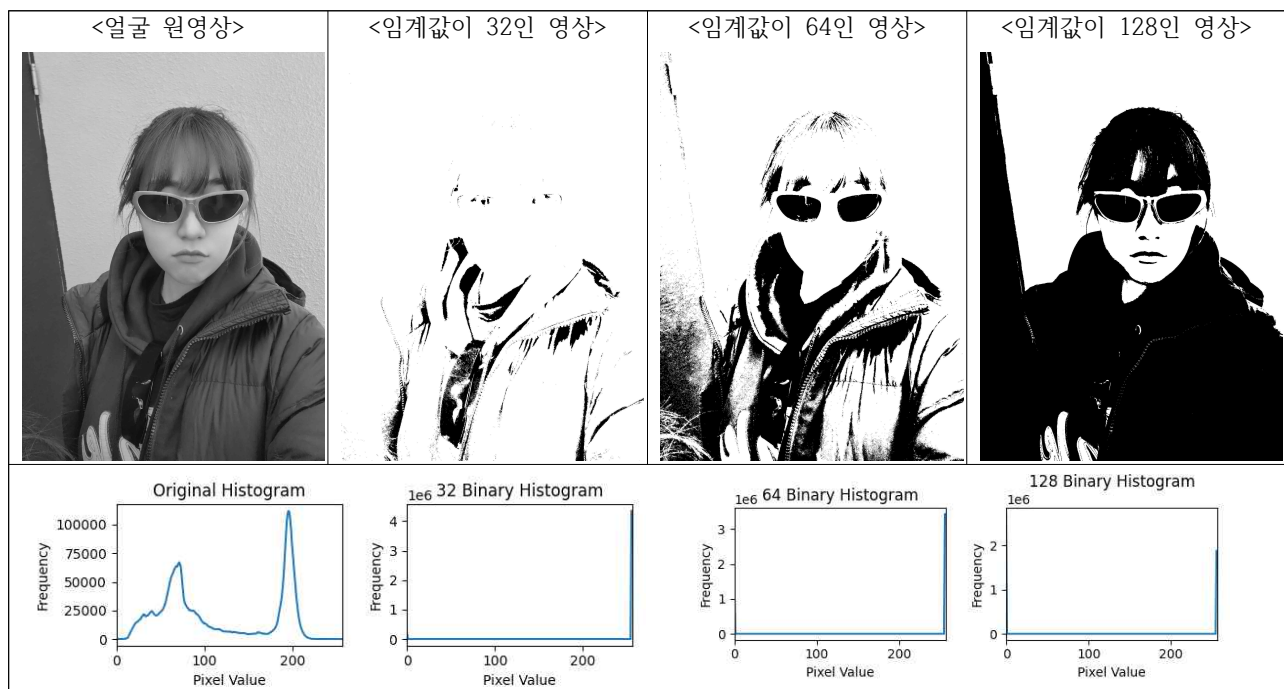 <얼굴 원영상>
<임계값이 32인 영상>
<임계값이 64인 영상>
<임계값이 128인 영상>
Original Histogram
Frequency
100000
75000
50000
25000
0
0 100 200
Pixel Value
1e6 32 Binary Histogram
Frequency
4
3
2
1
0
0 100 200
Pixel Value
1e6 64 Binary Histogram
Frequency
3
2
1
0
0 100 200
Pixel Value
128 Binary Histogram
1e6
Frequency
2
1
0
0 100 200
Pixel Value